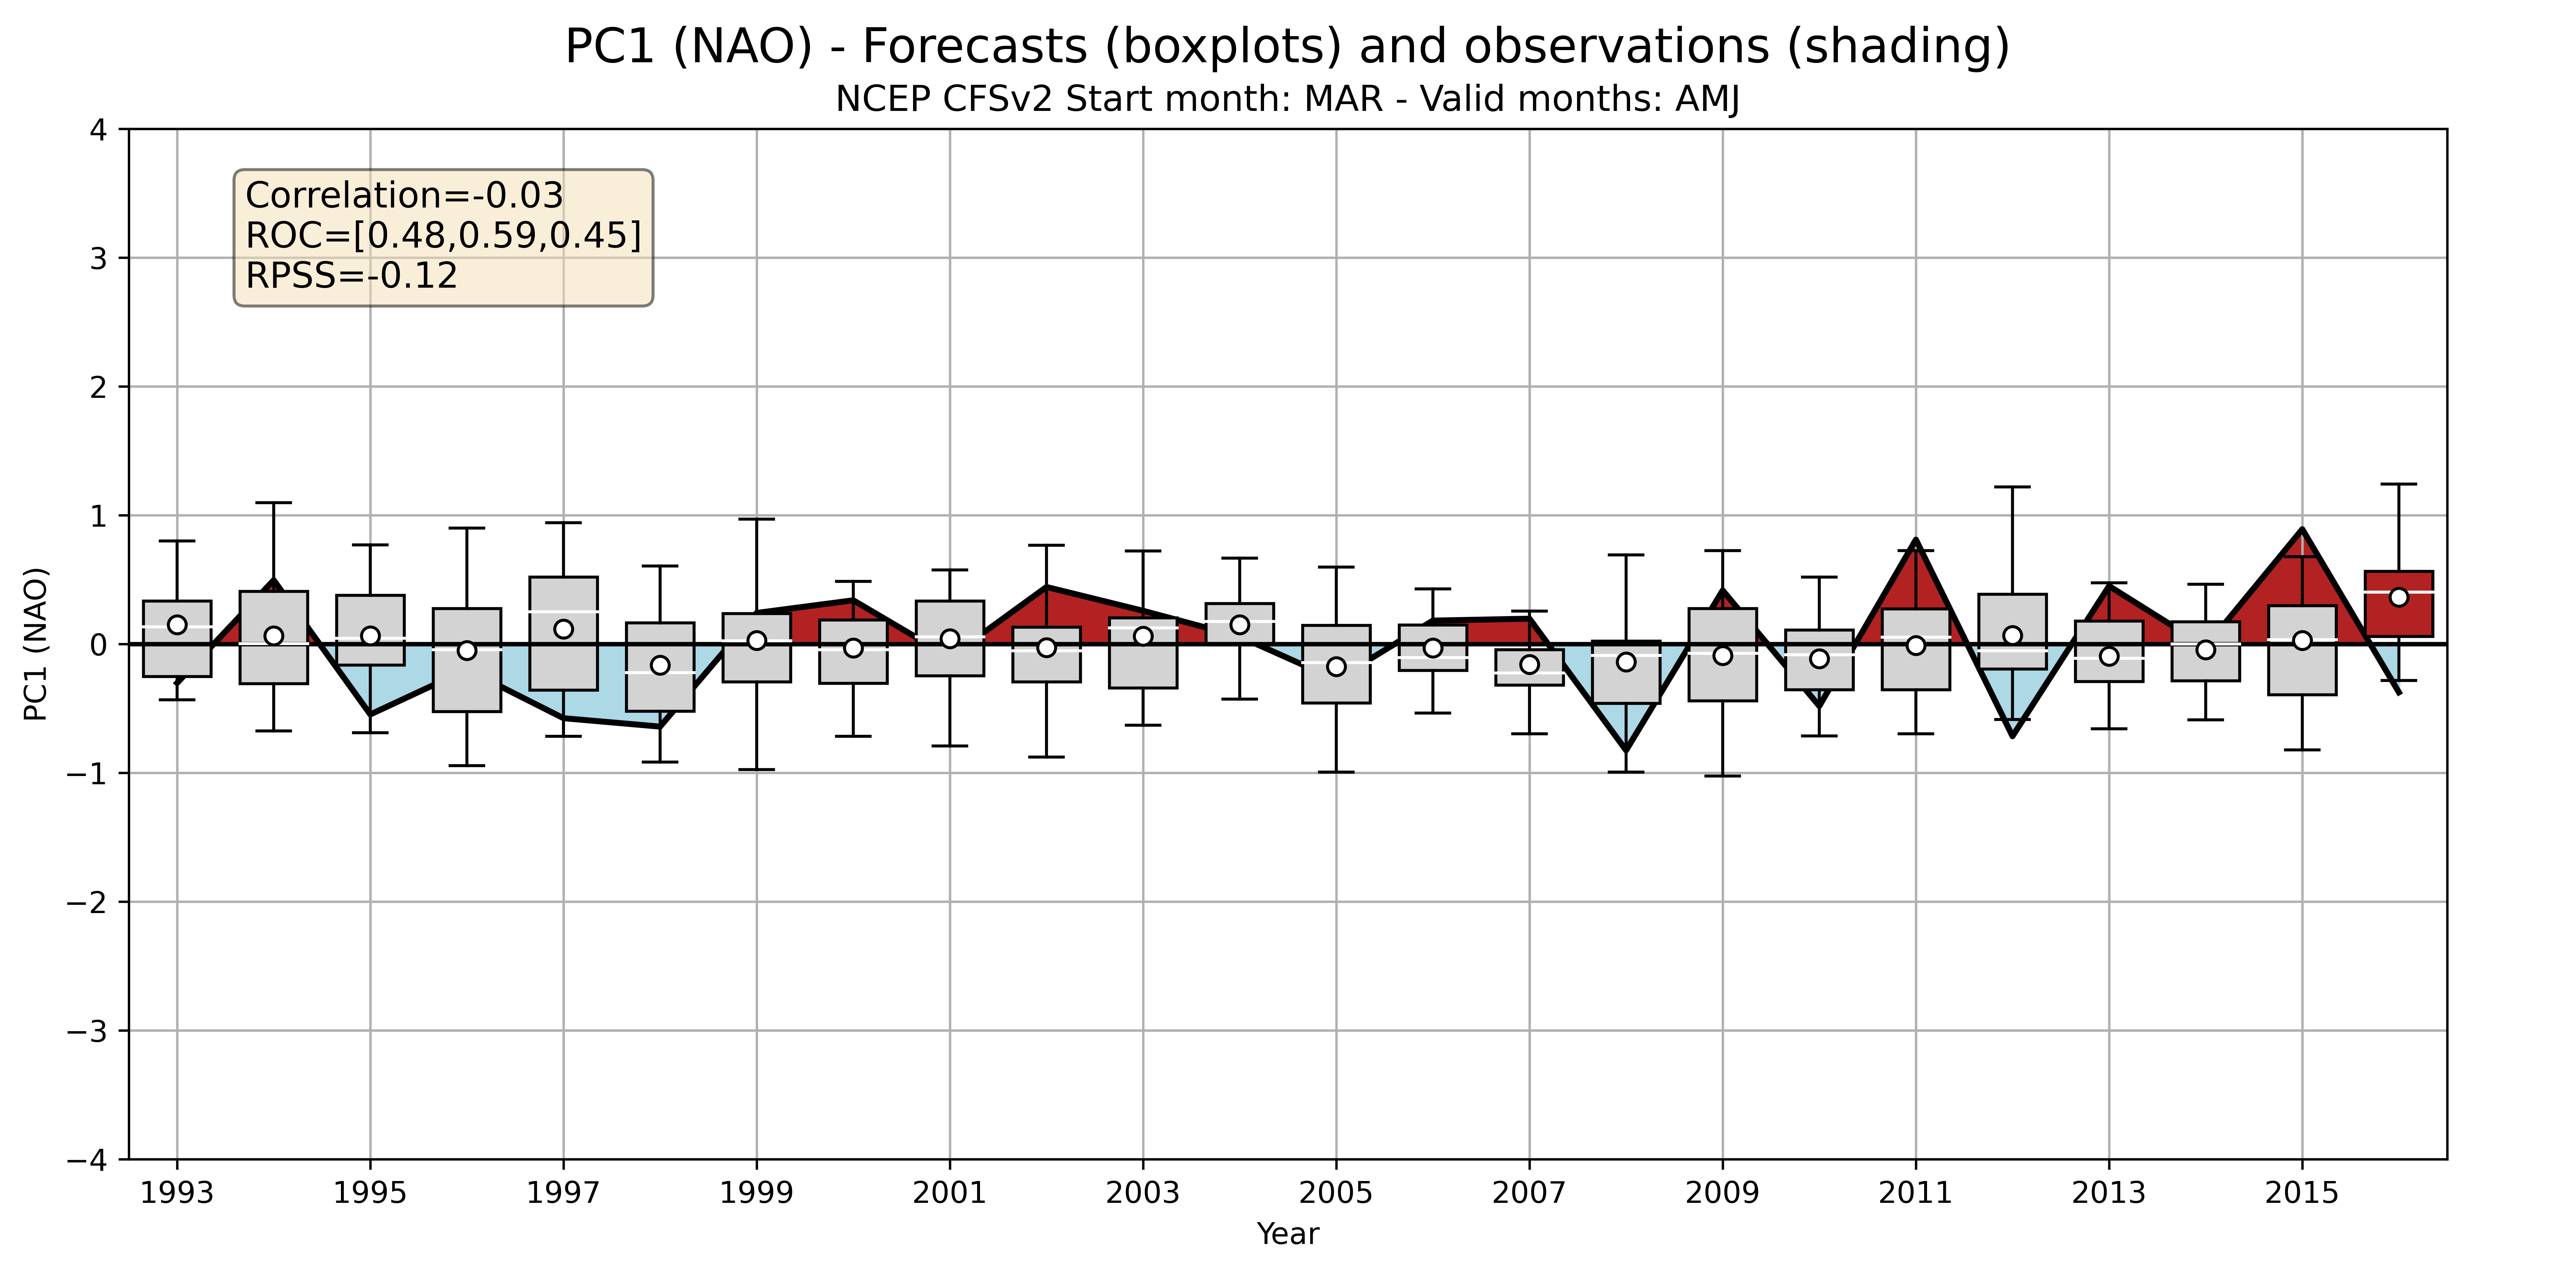 PC1 (NAO) - Forecasts (boxplots) and observations (shading)
NCEP CFSv2 Start month: MAR - Valid months: AMJ
Correlation=-0.03
ROC=[0.48,0.59,0.45]
RPSS=-0.12
PC1 (NAO)
4
3
2
1
0
−1
−2
−3
−4
1993 1995 1997 1999 2001 2003 2005 2007 2009 2011 2013 2015
Year